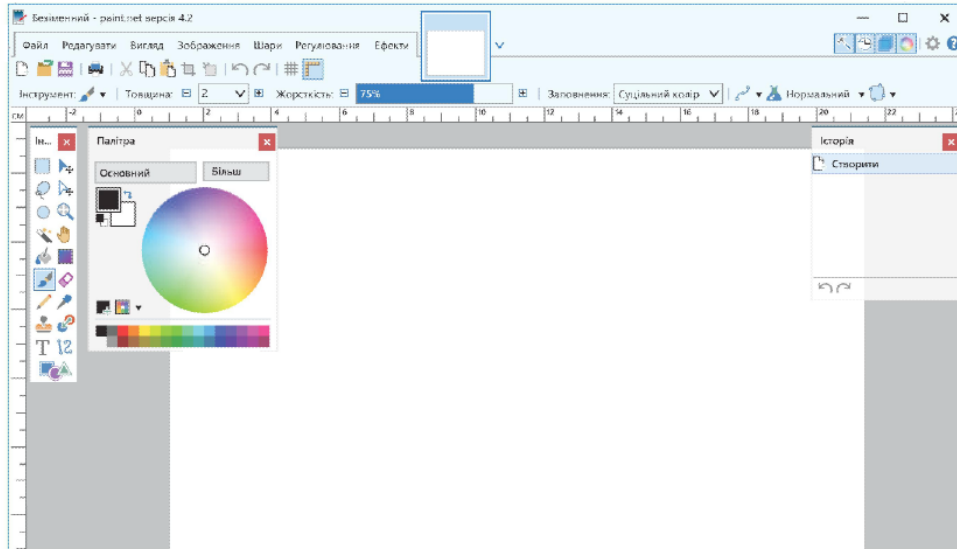 Безіменний - paint.net версія 4.2
Файл Редагувати Вигляд Зображення Шари Регулювання Ефекти
Інструмент: Товщина: 2 Жорсткість: 75% Заповнення: Суцільний колір Нормальний
см -2 0 2 4 6 8 10 12 14 16 18 20 22
Ін... Палітра Історія
Основний Більш Створити